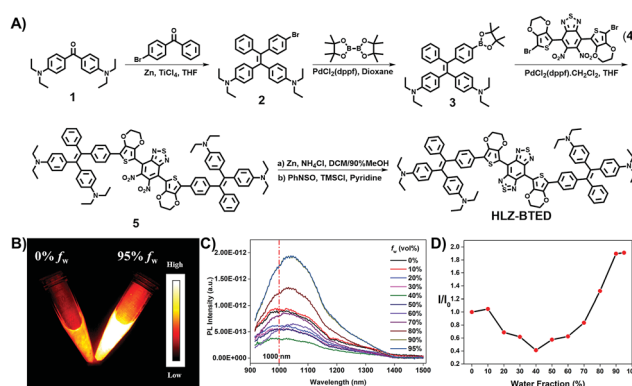 A)
O
Br
O
Zn, TiCl4, THF
Br
PdCl2(dppf), Dioxane
PdCl2(dppf).CH2Cl2, THF
(4)
1
2
3
a) Zn, NH4Cl, DCM/90%MeOH
b) PhNSO, TMSCl, Pyridine
5
HLZ-BTED
B)
0% fw
95% fw
High
Low
C)
PL Intensity (a.u.)
2.00E-012
1.50E-012
1.00E-012
5.00E-013
0.00E+000
1000 nm
fw (vol%)
0%
10%
20%
30%
40%
50%
60%
70%
80%
90%
95%
900 1000 1100 1200 1300 1400 1500
Wavelength (nm)
D)
I/I0
2.0
1.8
1.6
1.4
1.2
1.0
0.8
0.6
0.4
0.2
0 10 20 30 40 50 60 70 80 90 100
Water Fraction (%)